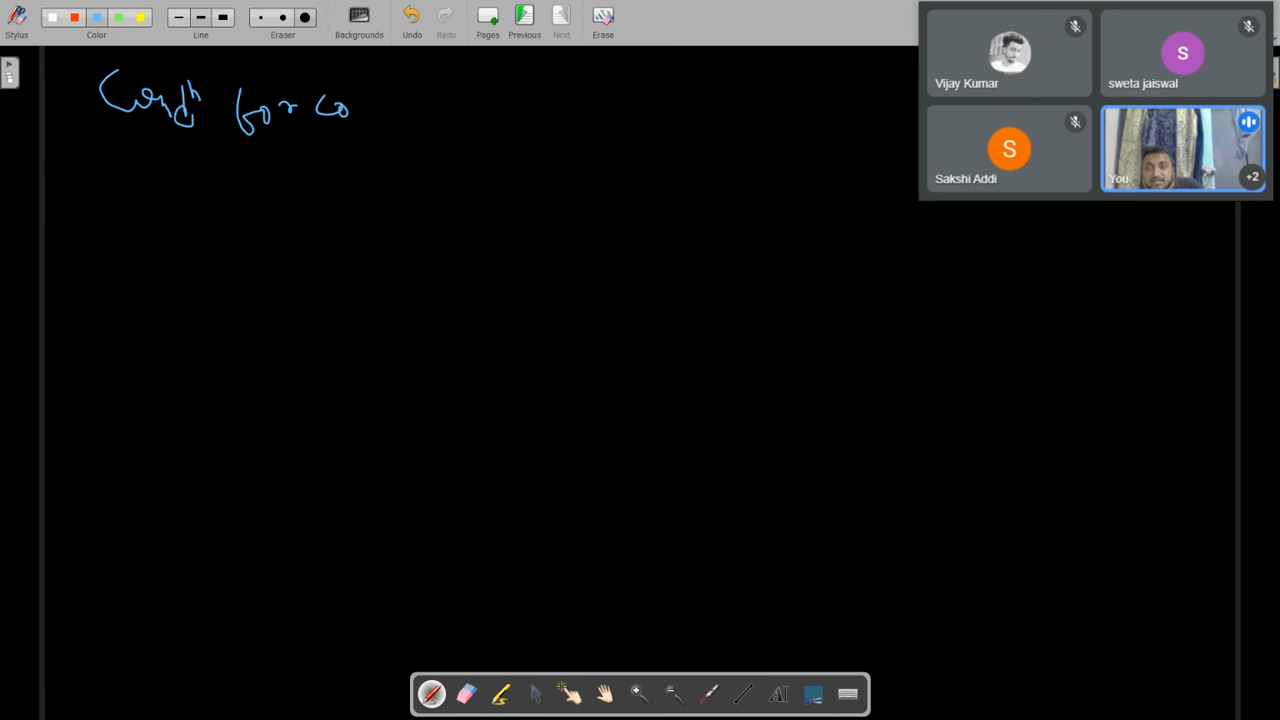 Stylus Color Line Eraser Backgrounds Undo Redo Pages Previous Next Erase
Vijay Kumar
S
sweta jaiswal
S
Sakshi Addi
You
+2
Condn for co